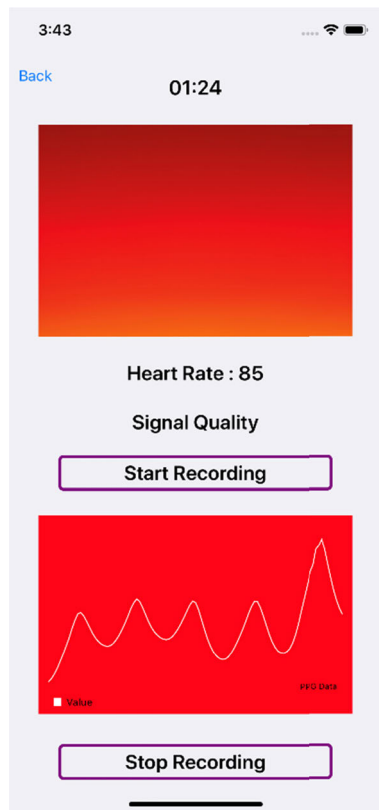 3:43
Back
01:24
Heart Rate : 85
Signal Quality
Start Recording
PPG Data
Value
Stop Recording